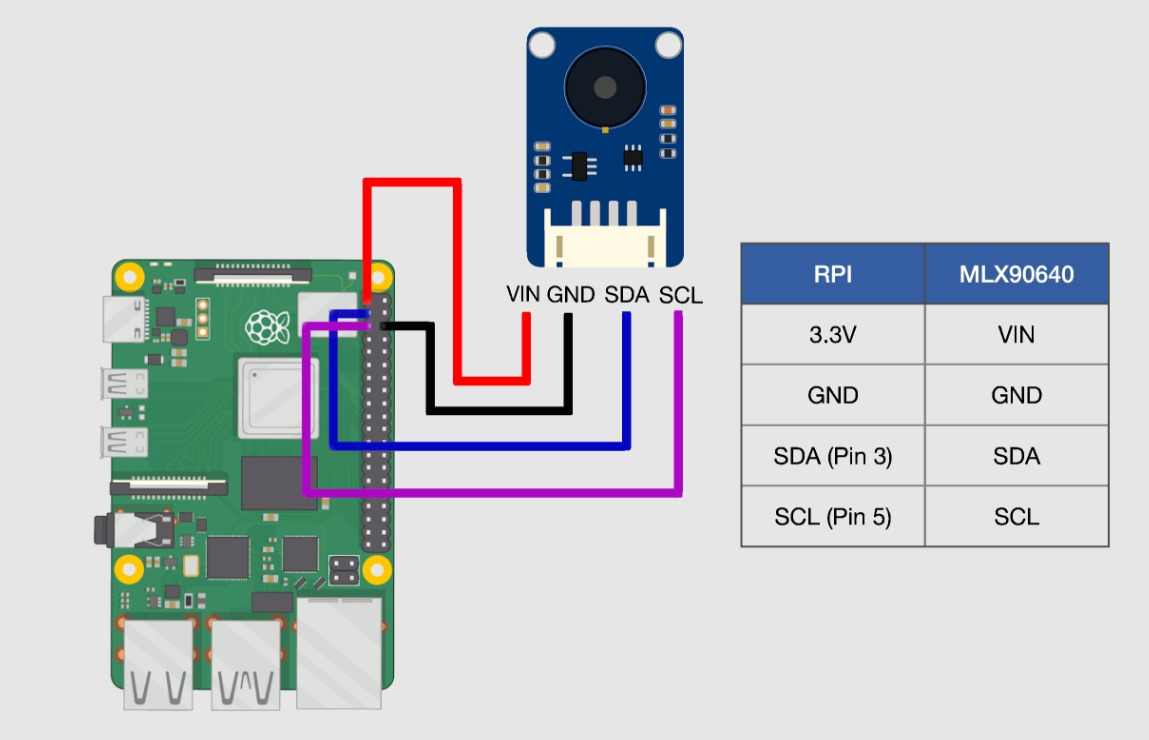 VIN GND SDA SCL
RPI MLX90640
3.3V VIN
GND GND
SDA (Pin 3) SDA
SCL (Pin 5) SCL